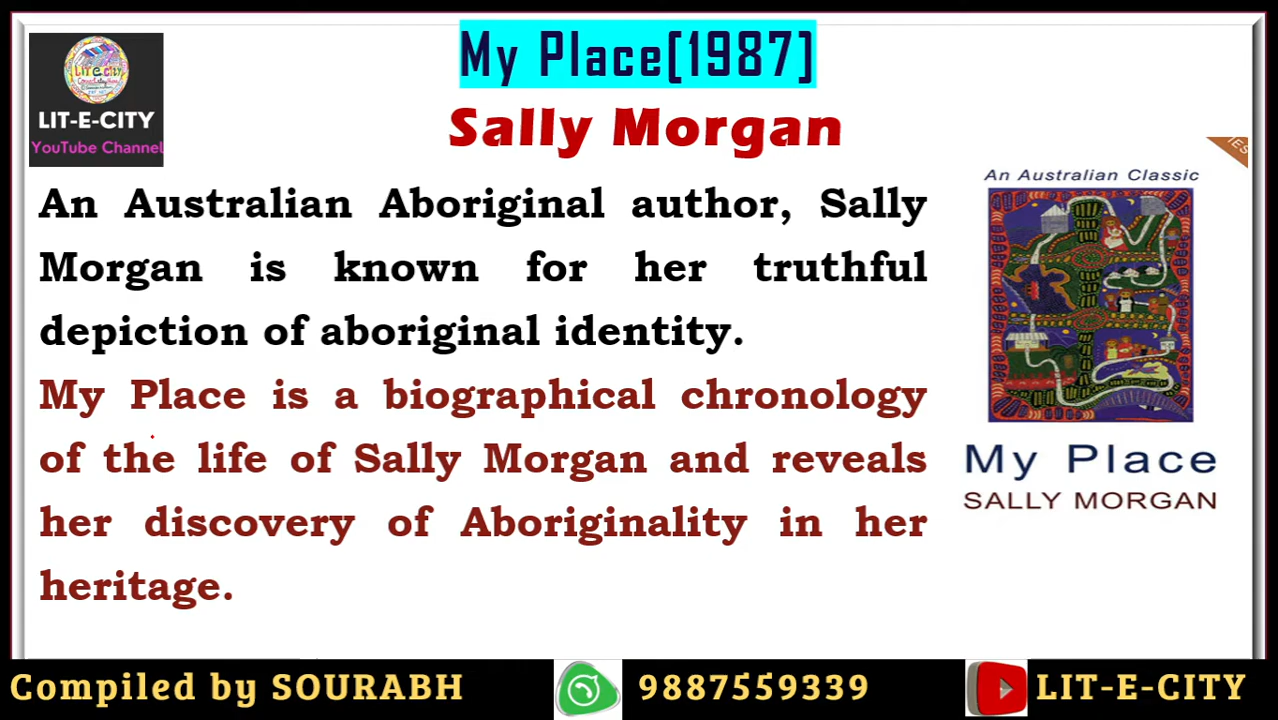 My Place[1987]
LIT-E-CITY
LIT-E-CITY
YouTube Channel
Sally Morgan
An Australian Aboriginal author, Sally
Morgan is known for her truthful
depiction of aboriginal identity.
My Place is a biographical chronology
of the life of Sally Morgan and reveals
her discovery of Aboriginality in her
heritage.
An Australian Classic
My Place
SALLY MORGAN
Compiled by SOURABH
9887559339
LIT-E-CITY